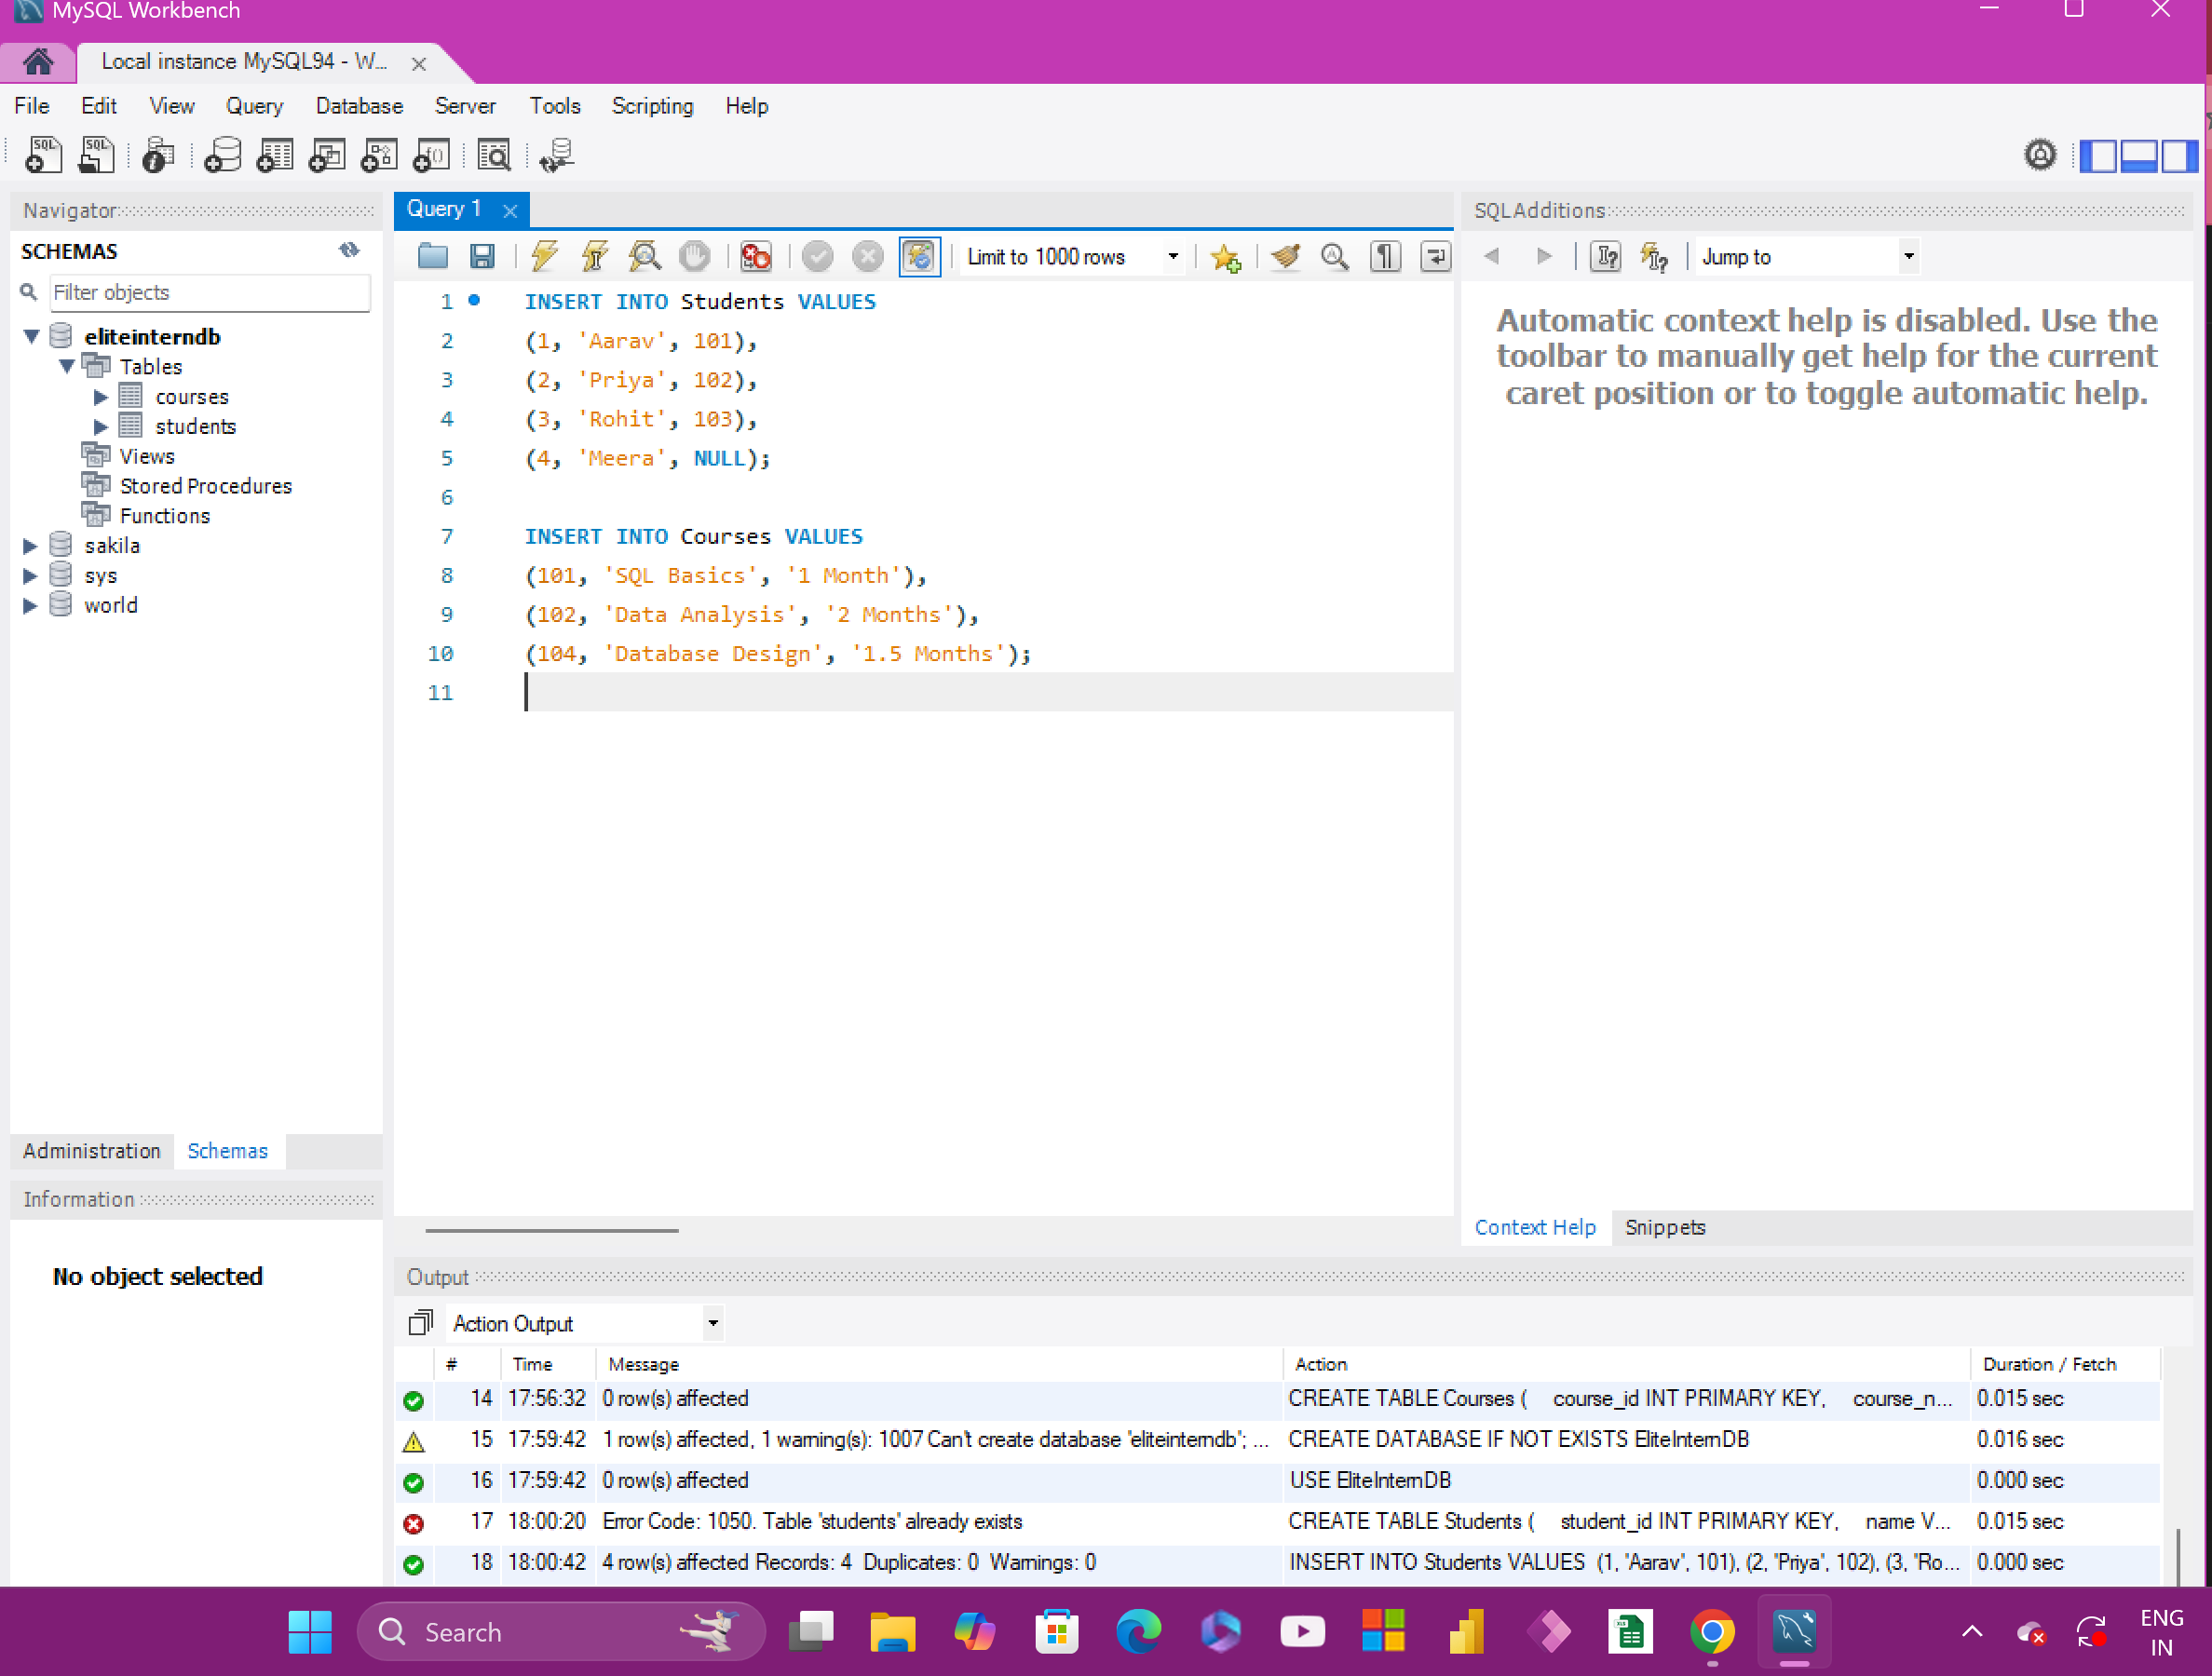 MySQL Workbench
Local instance MySQL94 - W...
File Edit View Query Database Server Tools Scripting Help
Navigator
SCHEMAS
Filter objects
eliteinterndb
Tables
courses
students
Views
Stored Procedures
Functions
sakila
sys
world
Administration Schemas
Information
No object selected
Query 1
Limit to 1000 rows
1 INSERT INTO Students VALUES
2 (1, 'Aarav', 101),
3 (2, 'Priya', 102),
4 (3, 'Rohit', 103),
5 (4, 'Meera', NULL);
6
7 INSERT INTO Courses VALUES
8 (101, 'SQL Basics', '1 Month'),
9 (102, 'Data Analysis', '2 Months'),
10 (104, 'Database Design', '1.5 Months');
11
SQLAdditions
Jump to
Automatic context help is disabled. Use the
toolbar to manually get help for the current
caret position or to toggle automatic help.
Context Help Snippets
Output
Action Output
# Time Message Action Duration / Fetch
14 17:56:32 0 row(s) affected CREATE TABLE Courses ( course_id INT PRIMARY KEY, course_n... 0.015 sec
15 17:59:42 1 row(s) affected, 1 warning(s): 1007 Can't create database 'eliteinterndb'; ... CREATE DATABASE IF NOT EXISTS EliteInternDB 0.016 sec
16 17:59:42 0 row(s) affected USE EliteInternDB 0.000 sec
17 18:00:20 Error Code: 1050. Table 'students' already exists CREATE TABLE Students ( student_id INT PRIMARY KEY, name V... 0.015 sec
18 18:00:42 4 row(s) affected Records: 4 Duplicates: 0 Warnings: 0 INSERT INTO Students VALUES (1, 'Aarav', 101), (2, 'Priya', 102), (3, 'Ro... 0.000 sec
Search
ENG
IN